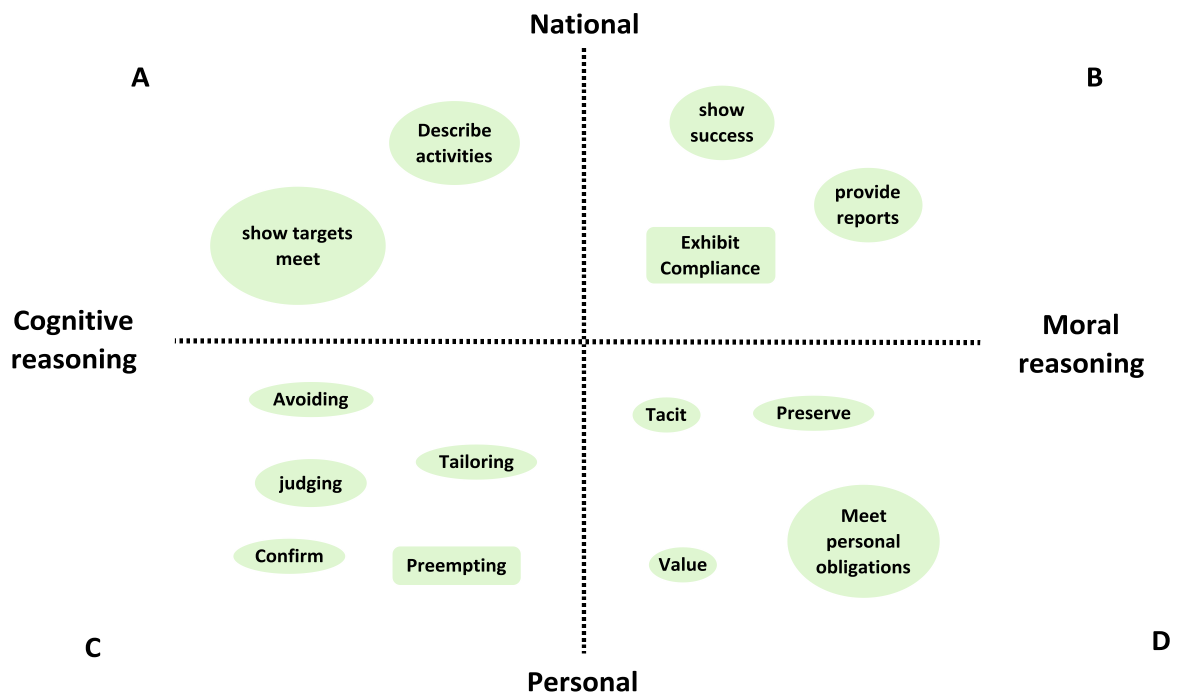 National
A
B
Describe
activities
show
success
show targets
meet
provide
reports
Exhibit
Compliance
Cognitive
reasoning
Moral
reasoning
Avoiding
Tailoring
judging
Confirm
Preempting
Tacit
Preserve
Meet
personal
obligations
Value
C
D
Personal